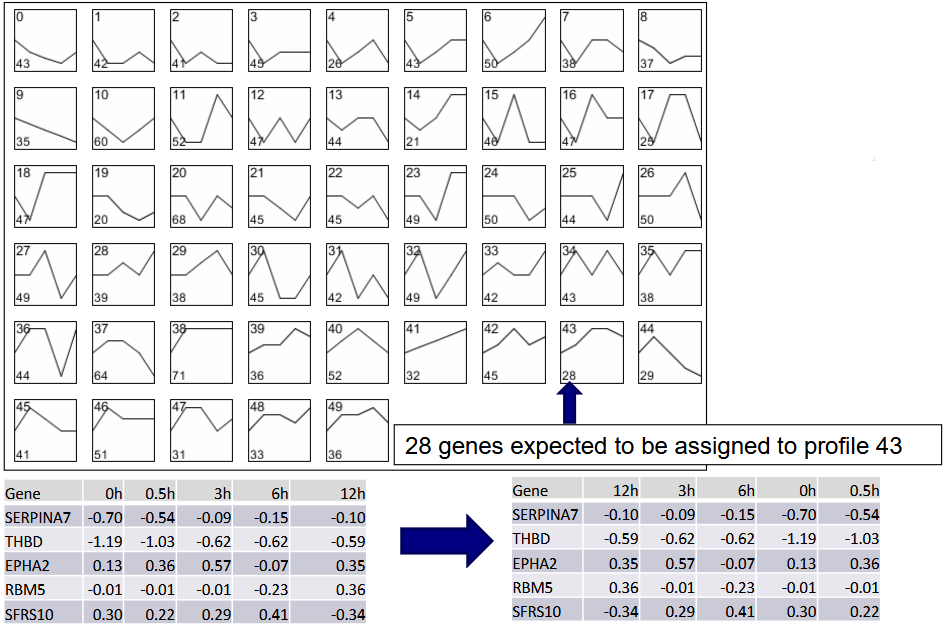 0 1 2 3 4 5 6 7 8
43 42 41 45 26 43 50 38 37
9 10 11 12 13 14 15 16 17
35 60 52 47 44 21 46 47 25
18 19 20 21 22 23 24 25 26
47 20 68 45 45 49 50 44 50
27 28 29 30 31 32 33 34 35
49 39 38 45 42 49 42 43 38
36 37 38 39 40 41 42 43 44
44 64 71 36 52 32 45 28 29
45 46 47 48 49
41 51 31 33 36
28 genes expected to be assigned to profile 43
Gene 0h 0.5h 3h 6h 12h
SERPINA7 -0.70 -0.54 -0.09 -0.15 -0.10
THBD -1.19 -1.03 -0.62 -0.62 -0.59
EPHA2 0.13 0.36 0.57 -0.07 0.35
RBM5 -0.01 -0.01 -0.01 -0.23 0.36
SFRS10 0.30 0.22 0.29 0.41 -0.34
Gene 12h 3h 6h 0h 0.5h
SERPINA7 -0.10 -0.09 -0.15 -0.70 -0.54
THBD -0.59 -0.62 -0.62 -1.19 -1.03
EPHA2 0.35 0.57 -0.07 0.13 0.36
RBM5 0.36 -0.01 -0.23 -0.01 -0.01
SFRS10 -0.34 0.29 0.41 0.30 0.22